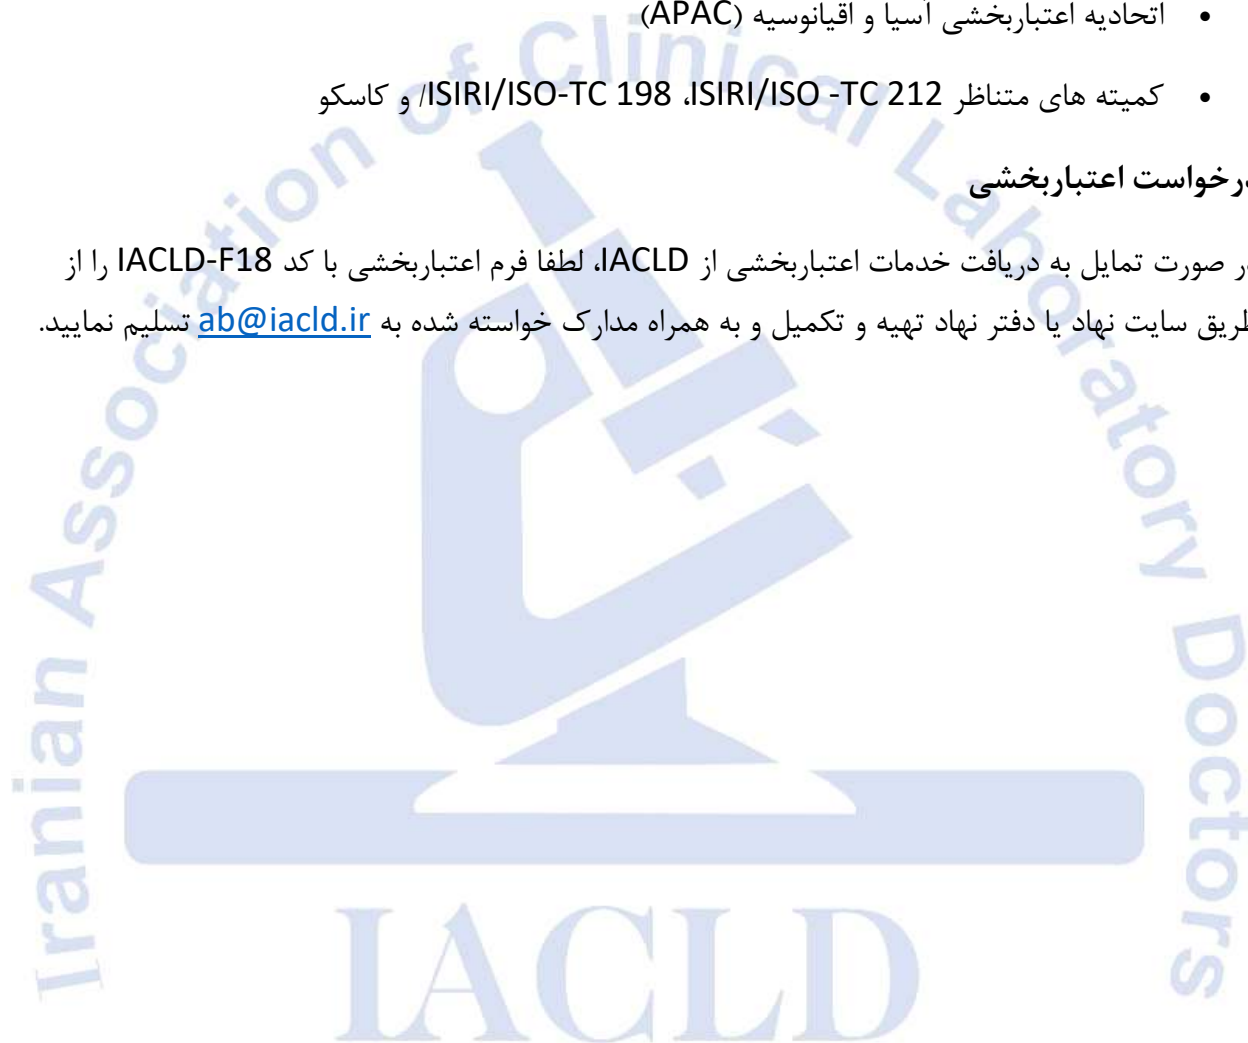 • اتحادیه اعتباربخشی آسیا و اقیانوسیه (APAC)
• کمیته های متناظر ISIRI/ISO-TC 198 ،ISIRI/ISO -TC 212/ و کاسکو
درخواست اعتباربخشی
در صورت تمایل به دریافت خدمات اعتباربخشی از IACLD، لطفا فرم اعتباربخشی با کد IACLD-F18 را از
طریق سایت نهاد یا دفتر نهاد تهیه و تکمیل و به همراه مدارک خواسته شده به ab@iacld.ir تسلیم نمایید.
Iranian Association of Clinical Laboratory Doctors
IACLD